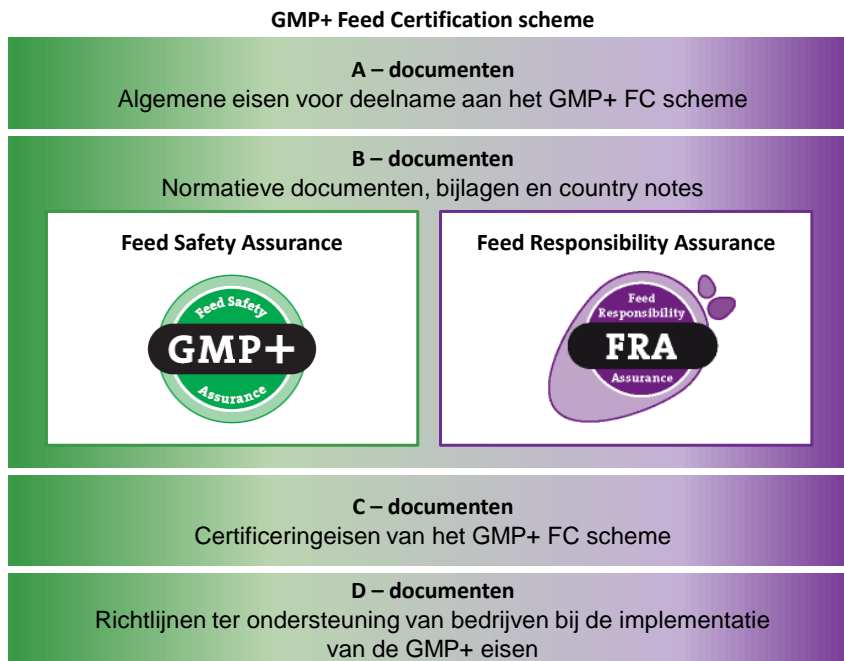 GMP+ Feed Certification scheme
A – documenten
Algemene eisen voor deelname aan het GMP+ FC scheme
B – documenten
Normatieve documenten, bijlagen en country notes
Feed Safety Assurance
Feed Safety
GMP+
Assurance
Feed Responsibility Assurance
Feed
Responsibility
FRA
Assurance
C – documenten
Certificeringeisen van het GMP+ FC scheme
D – documenten
Richtlijnen ter ondersteuning van bedrijven bij de implementatie
van de GMP+ eisen